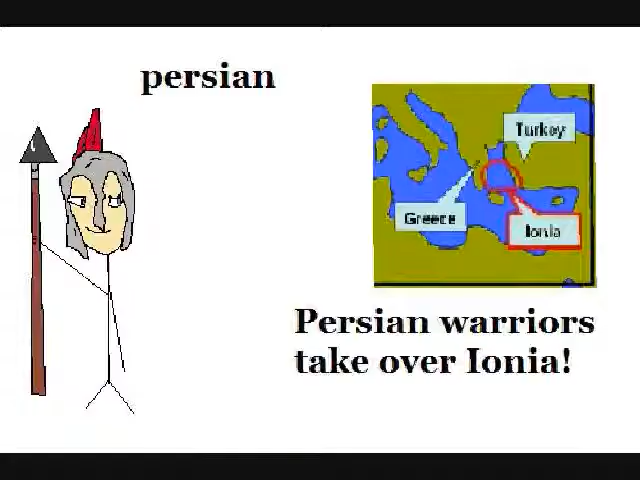 persian
Turkey
Greece
Ionia
Persian warriors
take over Ionia!